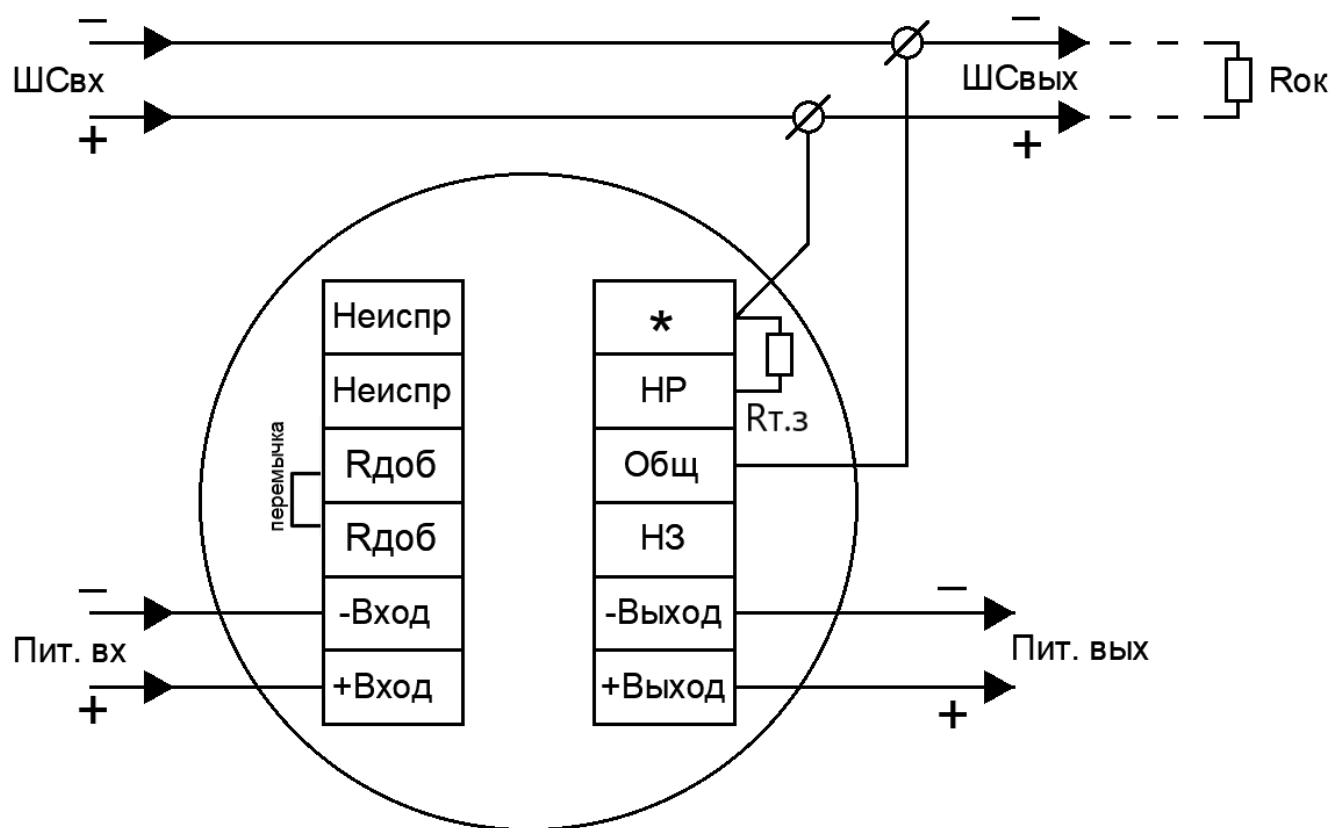 − −
ШСвх ШСвых Rок
+ +
Неиспр *
Неиспр НР
Rт.з
перемычка
Rдоб Общ
Rдоб НЗ
− −
-Вход -Выход
Пит. вх Пит. вых
+Вход +Выход
+ +